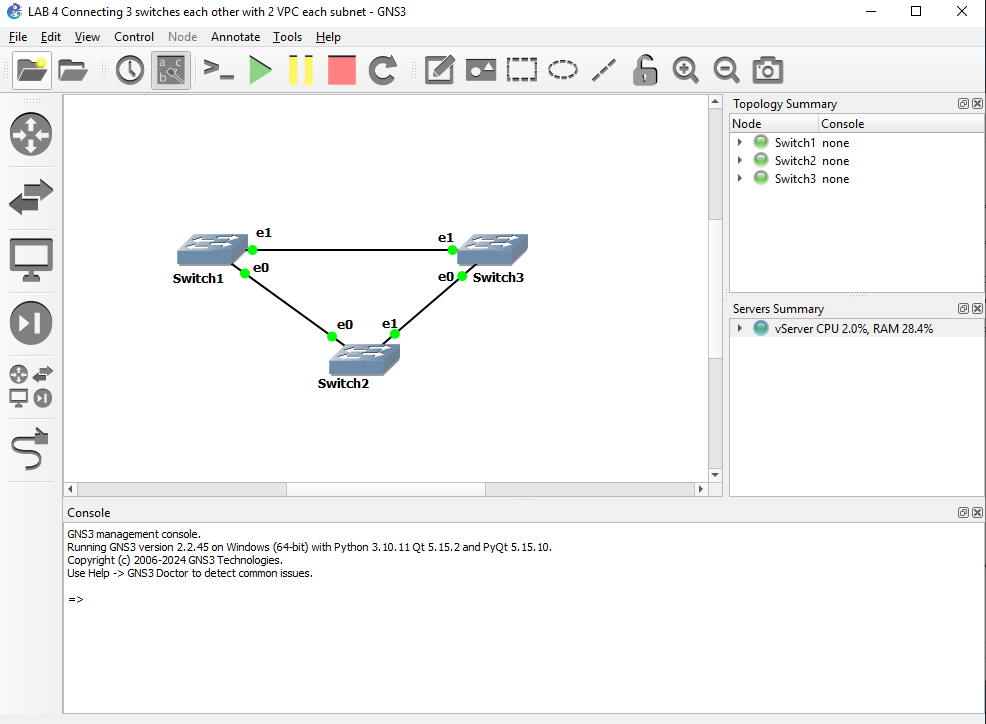 LAB 4 Connecting 3 switches each other with 2 VPC each subnet - GNS3
File Edit View Control Node Annotate Tools Help
Topology Summary
Node Console
Switch1 none
Switch2 none
Switch3 none
e1
e1
Switch1
e0
e0
Switch3
e0
e1
Switch2
Servers Summary
vServer CPU 2.0%, RAM 28.4%
Console
GNS3 management console.
Running GNS3 version 2.2.45 on Windows (64-bit) with Python 3.10.11 Qt 5.15.2 and PyQt 5.15.10.
Copyright (c) 2006-2024 GNS3 Technologies.
Use Help -> GNS3 Doctor to detect common issues.
=>